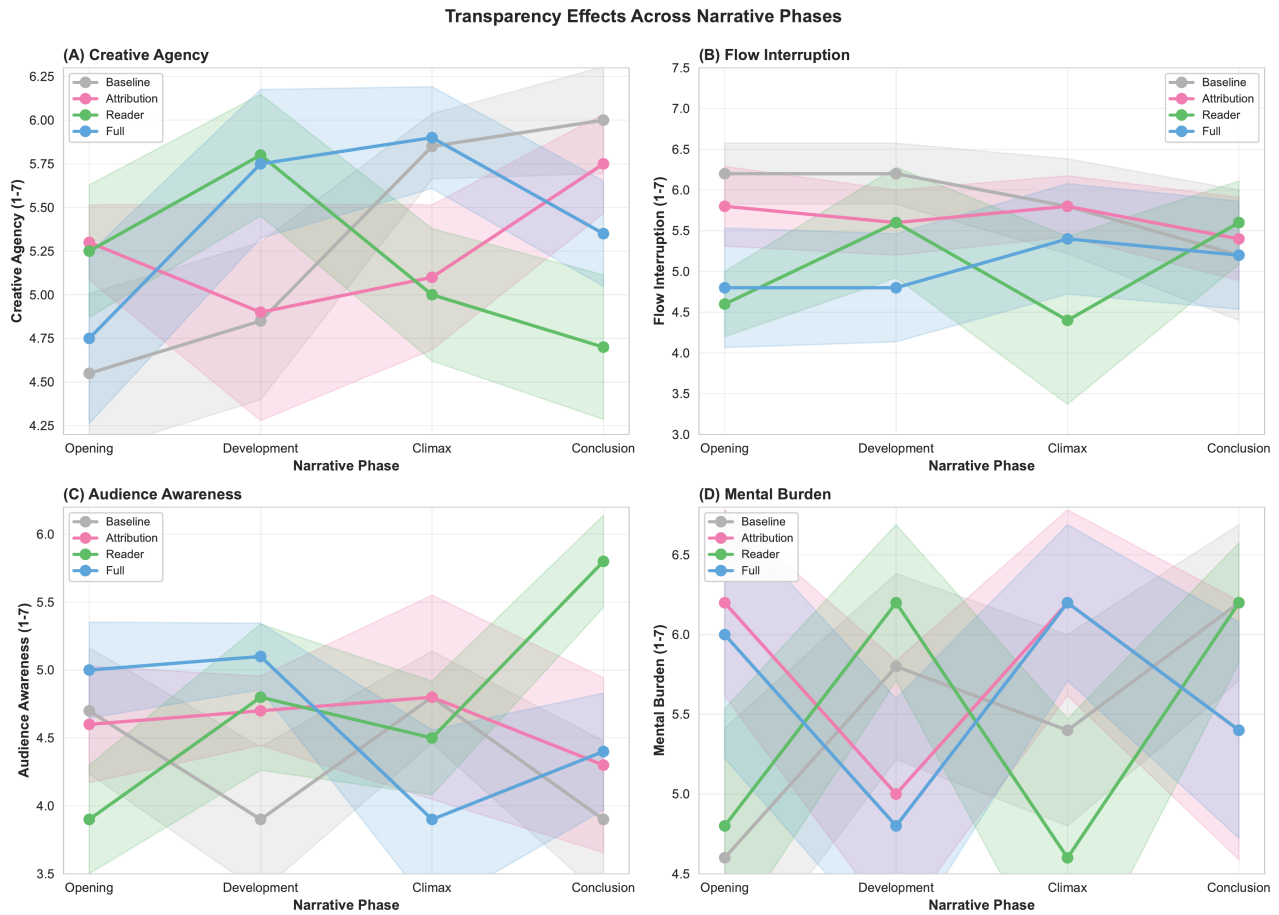 Transparency Effects Across Narrative Phases
(A) Creative Agency
Creative Agency (1-7)
6.25
6.00
5.75
5.50
5.25
5.00
4.75
4.50
4.25
Baseline
Attribution
Reader
Full
Opening Development Climax Conclusion
Narrative Phase
(B) Flow Interruption
Flow Interruption (1-7)
7.5
7.0
6.5
6.0
5.5
5.0
4.5
4.0
3.5
3.0
Baseline
Attribution
Reader
Full
Opening Development Climax Conclusion
Narrative Phase
(C) Audience Awareness
Audience Awareness (1-7)
6.0
5.5
5.0
4.5
4.0
3.5
Baseline
Attribution
Reader
Full
Opening Development Climax Conclusion
Narrative Phase
(D) Mental Burden
Mental Burden (1-7)
6.5
6.0
5.5
5.0
4.5
Baseline
Attribution
Reader
Full
Opening Development Climax Conclusion
Narrative Phase